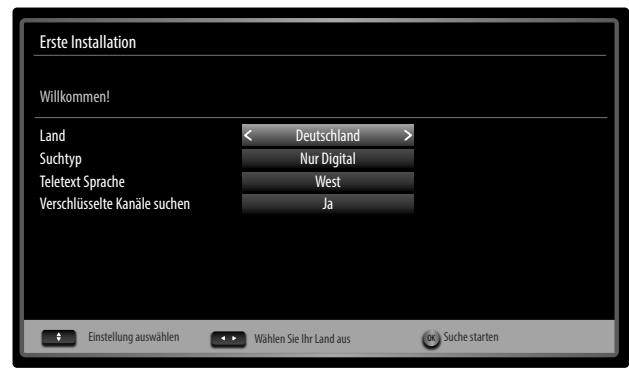 Erste Installation
Willkommen!
Land < Deutschland >
Suchtyp Nur Digital
Teletext Sprache West
Verschlüsselte Kanäle suchen Ja
Einstellung auswählen Wählen Sie Ihr Land aus OK Suche starten